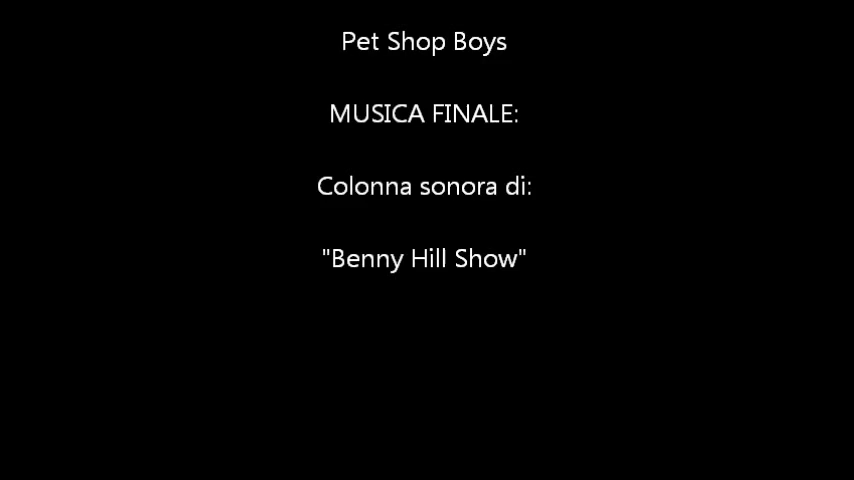 Pet Shop Boys
MUSICA FINALE:
Colonna sonora di:
"Benny Hill Show"